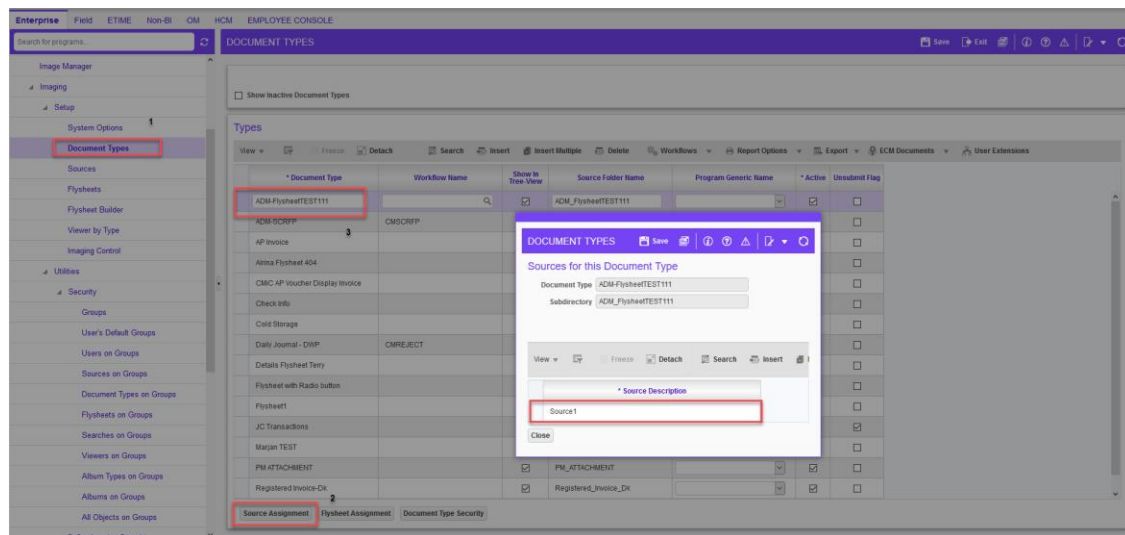 Enterprise Field ETIME Non-BI OM HCM EMPLOYEE CONSOLE
Search for programs...
DOCUMENT TYPES
Save Exit
Image Manager
Imaging
Setup
System Options
1
Document Types
Sources
Flysheets
Flysheet Builder
Viewer by Type
Imaging Control
Utilities
Security
Groups
User's Default Groups
Users on Groups
Sources on Groups
Document Types on Groups
Flysheets on Groups
Searches on Groups
Viewers on Groups
Album Types on Groups
Albums on Groups
All Objects on Groups
Show Inactive Document Types
Types
View Freeze Detach Search Insert Insert Multiple Delete Workflows Report Options Export ECM Documents User Extensions
* Document Type Workflow Name Show In Tree-View Source Folder Name Program Generic Name * Active Unsubmit Flag
ADM-FlysheetTEST111 ADM_FlysheetTEST111
ADM-SCRFP CMSCRFP
3
AP Invoice
Alima Flysheet 404
CMiC AP Voucher Display Invoice
Check Info
Cold Storage
Daily Journal - DWP CMREJECT
Details Flysheet Terry
Flysheet with Radio button
Flysheet1
JC Transactions
Marjan TEST
PM ATTACHMENT PM_ATTACHMENT
Registered Invoice-Dk Registered_Invoice_Dk
2
Source Assignment Flysheet Assignment Document Type Security
DOCUMENT TYPES Save
Sources for this Document Type
Document Type ADM-FlysheetTEST111
Subdirectory ADM_FlysheetTEST111
View Freeze Detach Search Insert
* Source Description
Source1
Close